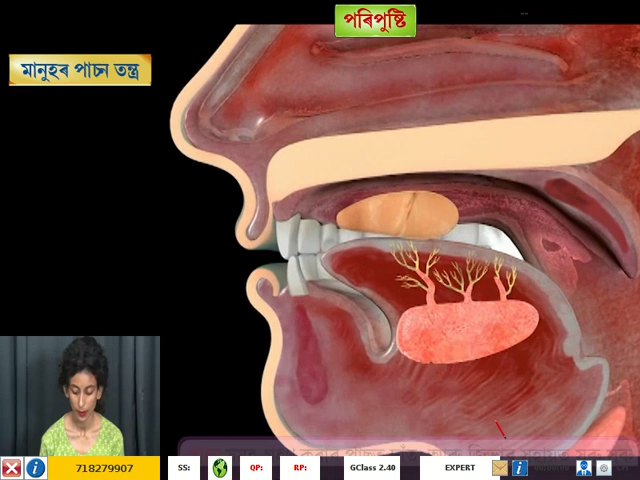 পৰিপুষ্টি
মানুহৰ পাচন তন্ত্ৰ
718279907
SS:
QP:
RP:
GClass 2.40
EXPERT